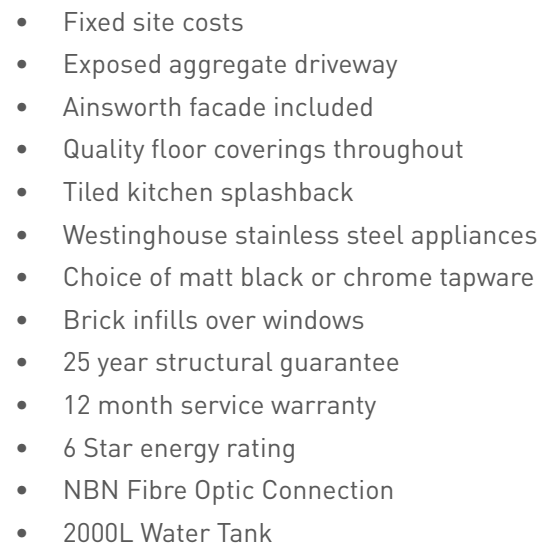 • Fixed site costs
• Exposed aggregate driveway
• Ainsworth facade included
• Quality floor coverings throughout
• Tiled kitchen splashback
• Westinghouse stainless steel appliances
• Choice of matt black or chrome tapware
• Brick infills over windows
• 25 year structural guarantee
• 12 month service warranty
• 6 Star energy rating
• NBN Fibre Optic Connection
• 2000L Water Tank